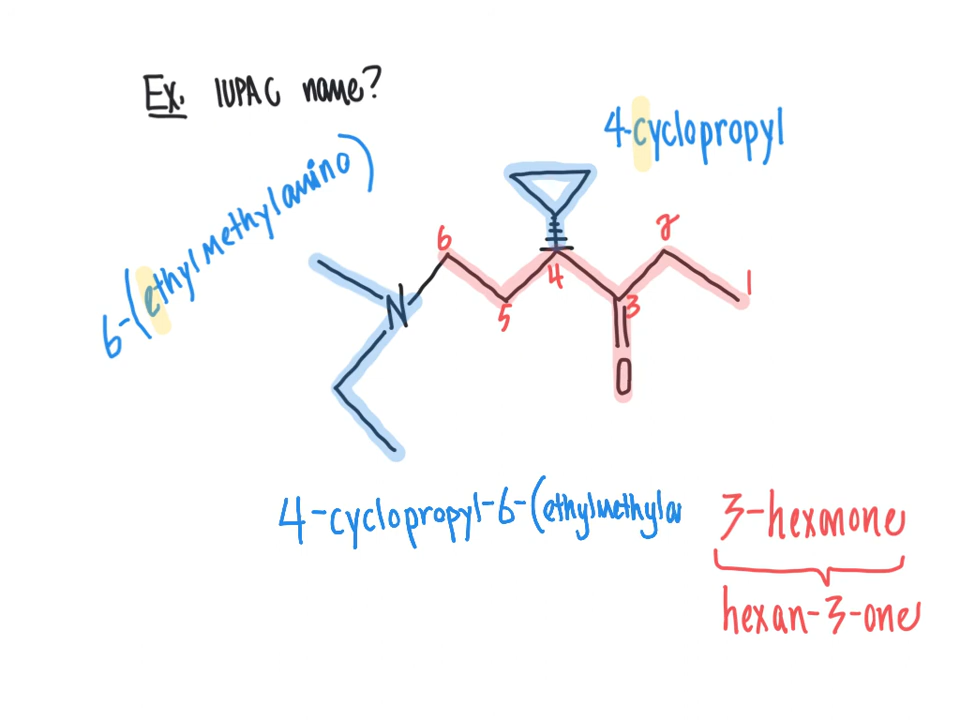 Ex. IUPAC name?
4-cyclopropyl
6-(ethylmethylamino)
N
O
6
5
4
3
2
1
4-cyclopropyl-6-(ethylmethyla
3-hexanone
hexan-3-one